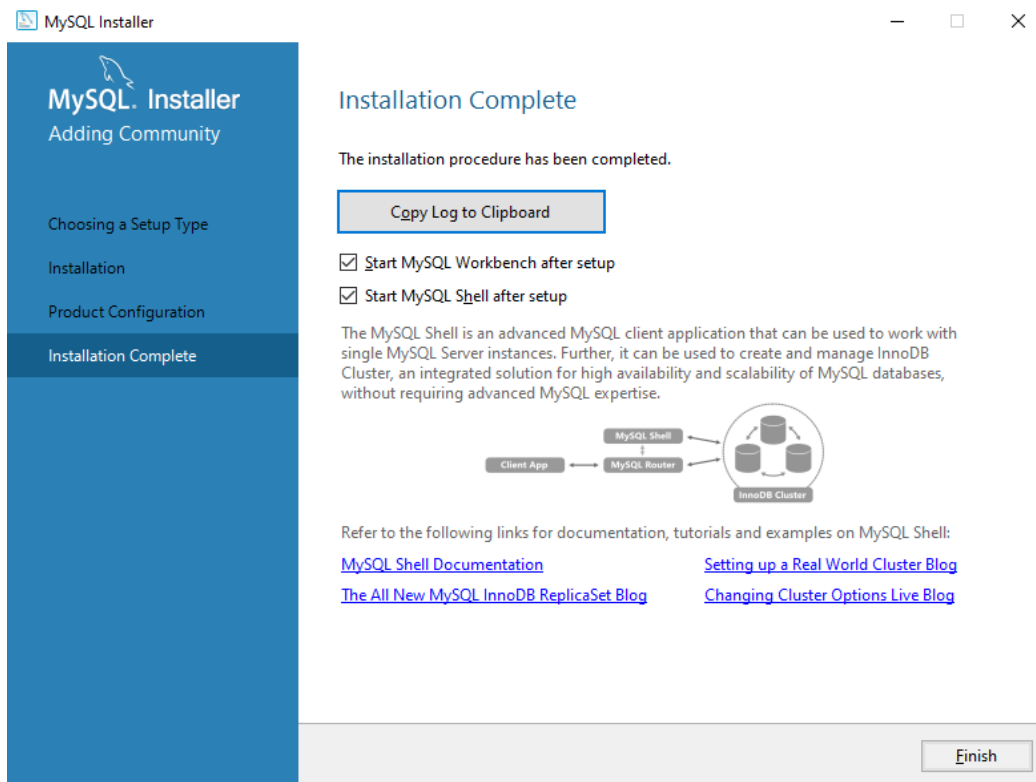 MySQL Installer
MySQL. Installer
Adding Community
Choosing a Setup Type
Installation
Product Configuration
Installation Complete
Installation Complete
The installation procedure has been completed.
Copy Log to Clipboard
Start MySQL Workbench after setup
Start MySQL Shell after setup
The MySQL Shell is an advanced MySQL client application that can be used to work with
single MySQL Server instances. Further, it can be used to create and manage InnoDB
Cluster, an integrated solution for high availability and scalability of MySQL databases,
without requiring advanced MySQL expertise.
MySQL Shell
Client App
MySQL Router
InnoDB Cluster
Refer to the following links for documentation, tutorials and examples on MySQL Shell:
MySQL Shell Documentation
Setting up a Real World Cluster Blog
The All New MySQL InnoDB ReplicaSet Blog
Changing Cluster Options Live Blog
Finish